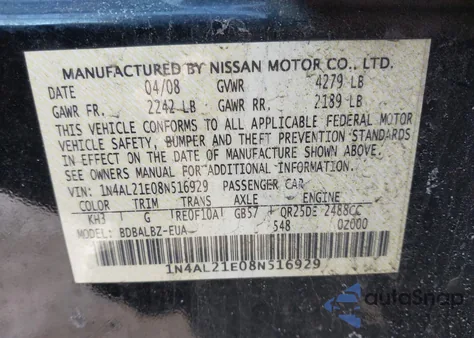 MANUFACTURED BY NISSAN MOTOR CO., LTD.
DATE 04/08 GVWR 4279 LB
GAWR FR. 2242 LB GAWR RR. 2189 LB
THIS VEHICLE CONFORMS TO ALL APPLICABLE FEDERAL MOTOR
VEHICLE SAFETY, BUMPER, AND THEFT PREVENTION STANDARDS
IN EFFECT ON THE DATE OF MANUFACTURE SHOWN ABOVE.
SEE OWNERS MANUAL FOR ADDITIONAL INFORMATION.
VIN: 1N4AL21E08N516929 PASSENGER CAR
COLOR TRIM TRANS AXLE ENGINE
KH3 G RE0F10A GB57 QR25DE 2488CC
MODEL: BDBALBZ-EUA 548 0Z000
1N4AL21E08N516929
autoSnap